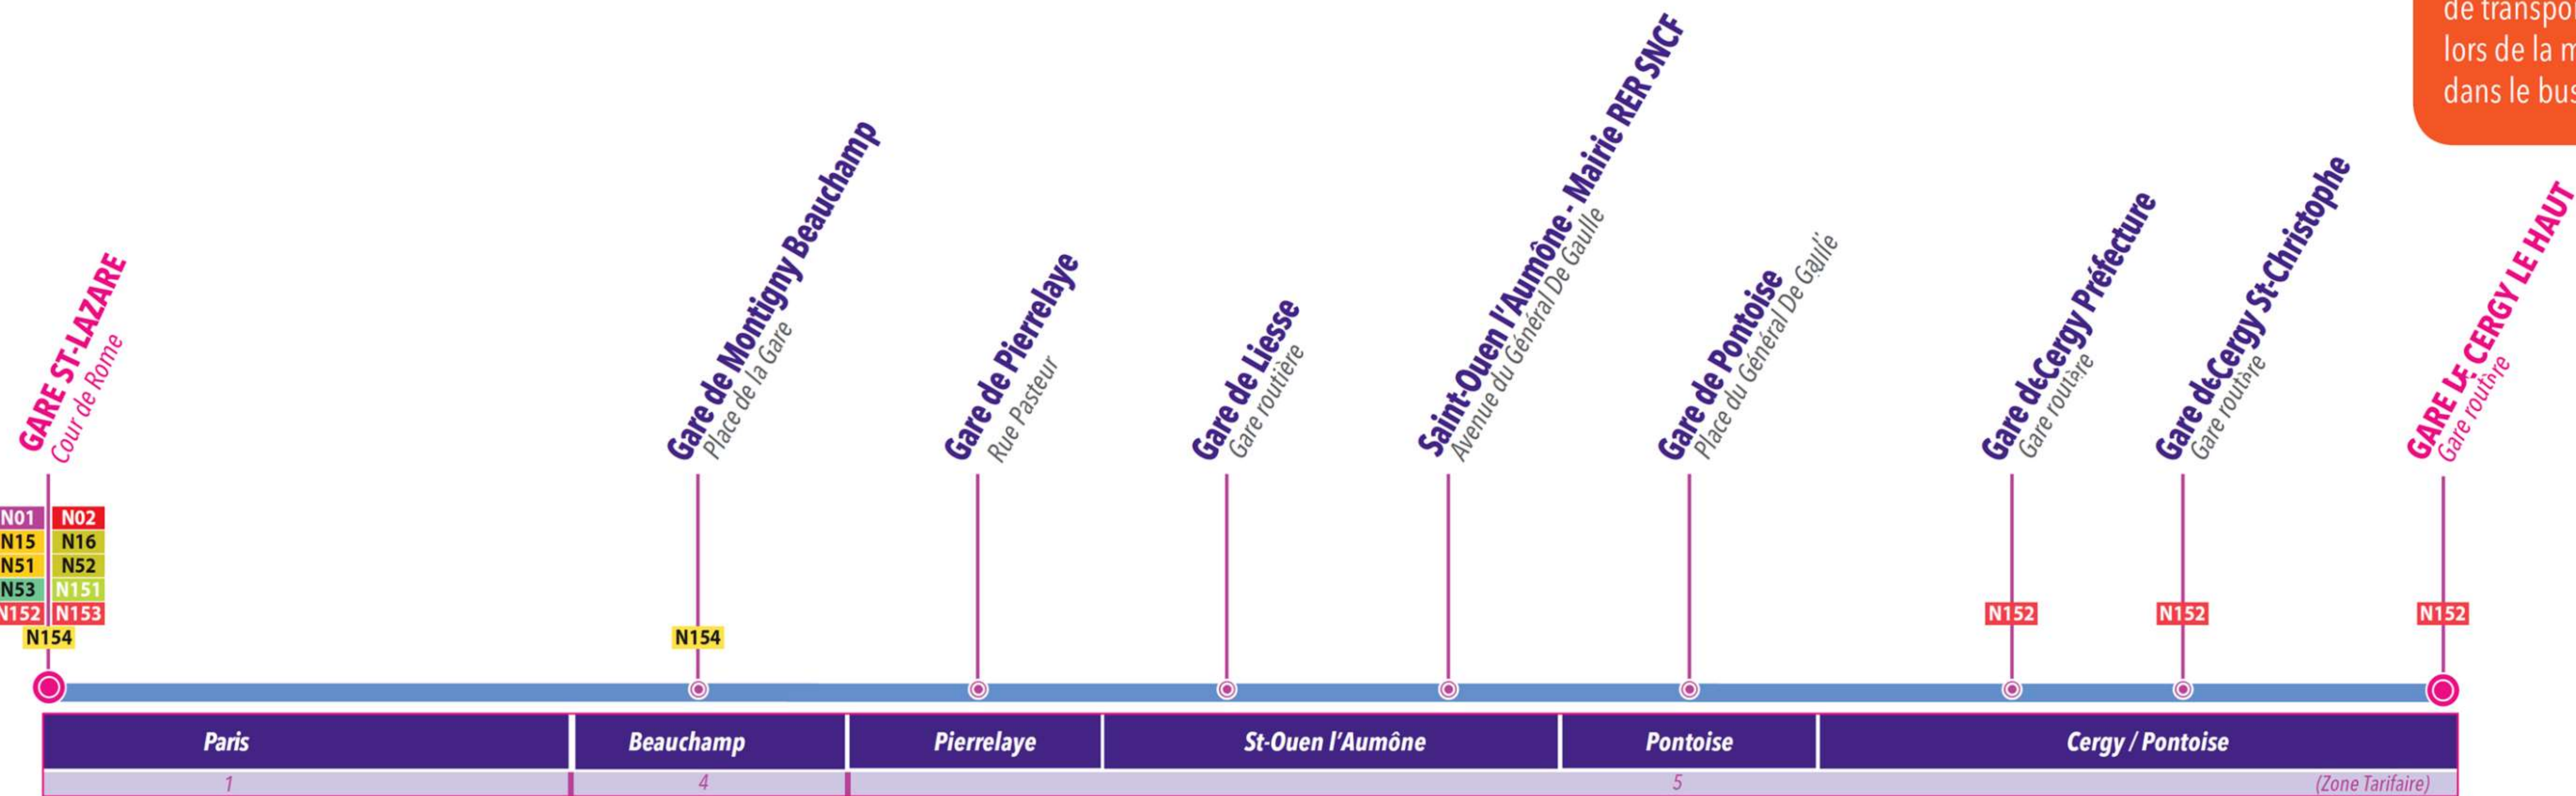 de transpo
lors de la m
dans le bus
GARE ST-LAZARE
Cour de Rome
Gare de Montigny Beauchamp
Place de la Gare
Gare de Pierrelaye
Rue Pasteur
Gare de Liesse
Gare routière
Saint-Ouen l'Aumône - Mairie RER SNCF
Avenue du Général De Gaulle
Gare de Pontoise
Place du Général De Gaulle
Gare de Cergy Préfecture
Gare routère
Gare de Cergy St-Christophe
Gare routère
GARE DE CERGY LE HAUT
Gare routère
N01 N02
N15 N16
N51 N52
N53 N151
N152 N153
N154
N154
N152
N152
N152
Paris
Beauchamp
Pierrelaye
St-Ouen l'Aumône
Pontoise
Cergy / Pontoise
1
4
5
(Zone Tarifaire)